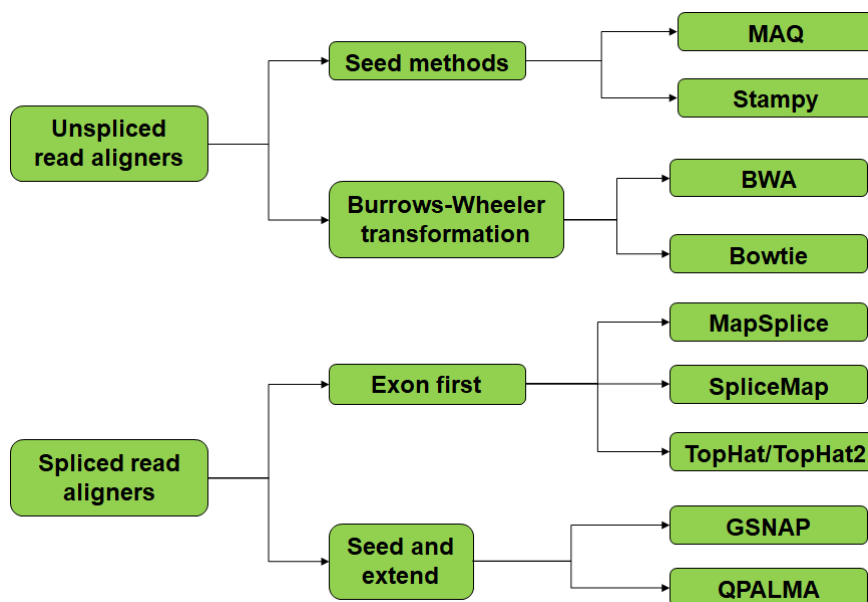 Unspliced
read aligners
Seed methods
MAQ
Stampy
Burrows-Wheeler
transformation
BWA
Bowtie
Spliced read
aligners
Exon first
MapSplice
SpliceMap
TopHat/TopHat2
Seed and
extend
GSNAP
QPALMA